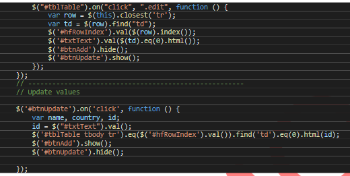 $("#tblTable").on("click", ".edit", function () {
var row = $(this).closest('tr');
var td = $(row).find("td");
$('#hfRowIndex').val($(row).index());
$('#txtText').val($(td).eq(0).html());
$('#btnAdd').hide();
$('#btnUpdate').show();
});
});
// Update values
$('#btnUpdate').on('click', function () {
var name, country, id;
id = $("#txtText").val();
$('#tblTable tbody tr').eq($('#hfRowIndex').val()).find('td').eq(0).html(id);
$('#btnAdd').show();
$('#btnUpdate').hide();
});